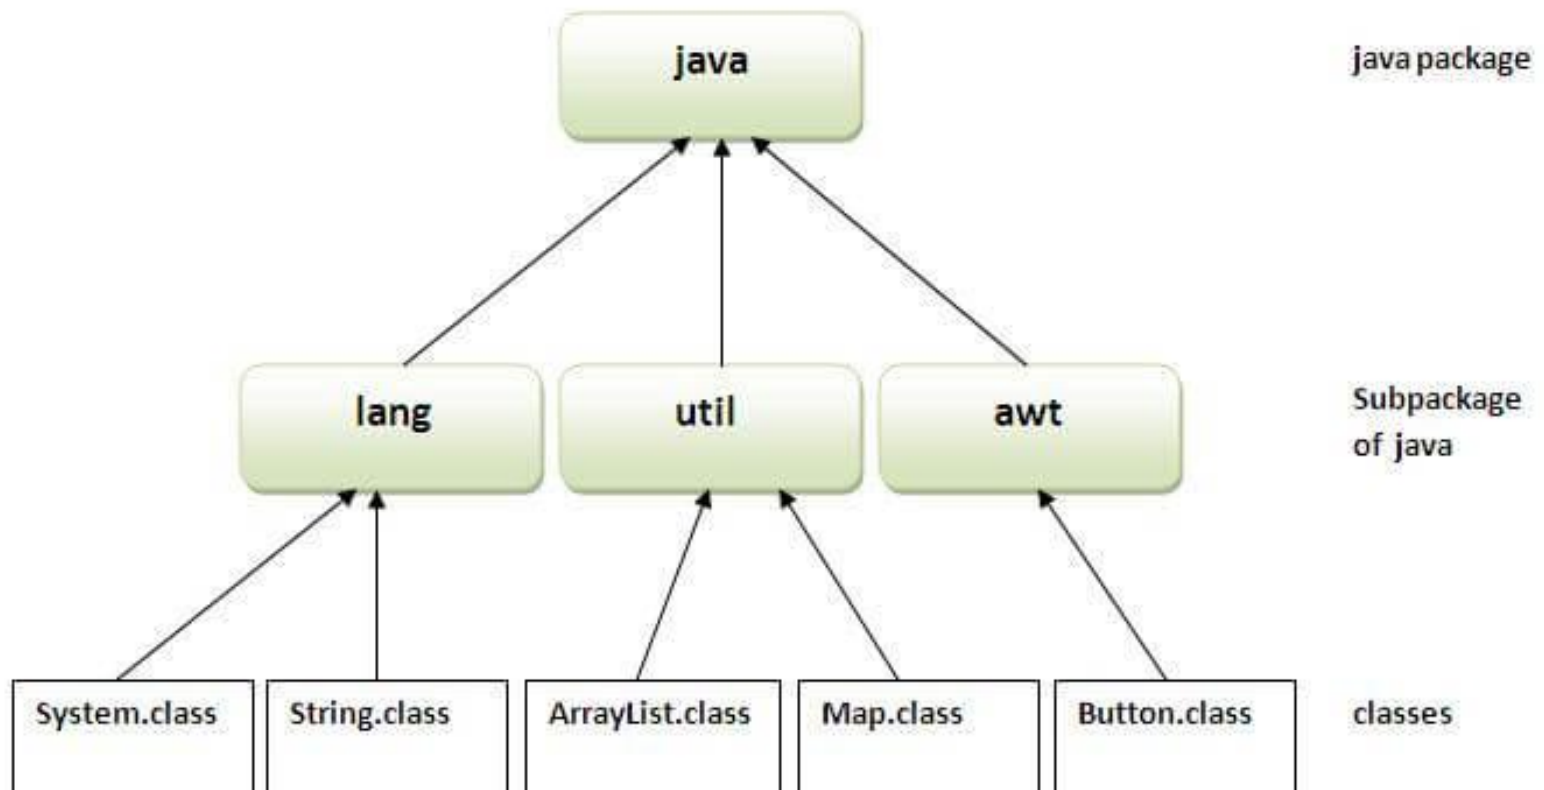 java
java package
lang
util
awt
Subpackage
of java
System.class
String.class
ArrayList.class
Map.class
Button.class
classes